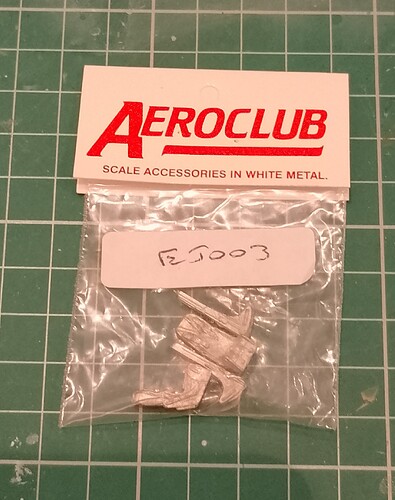 AEROCLUB
SCALE ACCESSORIES IN WHITE METAL.
EJ003